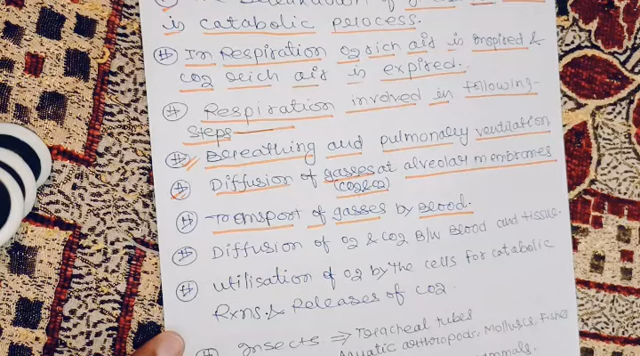 is catabolic process.
In Respiration O2 rich air is inspired &
CO2 rich air is expired.
Respiration involved in following
steps
Breathing and pulmonary ventilation
Diffusion of gasses at alveolar membranes
(CO2&O2)
Transport of gasses by Blood.
Diffusion of O2 & CO2 B/w Blood and tissue.
Utilisation of O2 by the cells for catabolic
Rxns. & Releases of CO2.
Insects ⇒ Tracheal tubes
Aquatic arthropods, Molluscs, Fishes